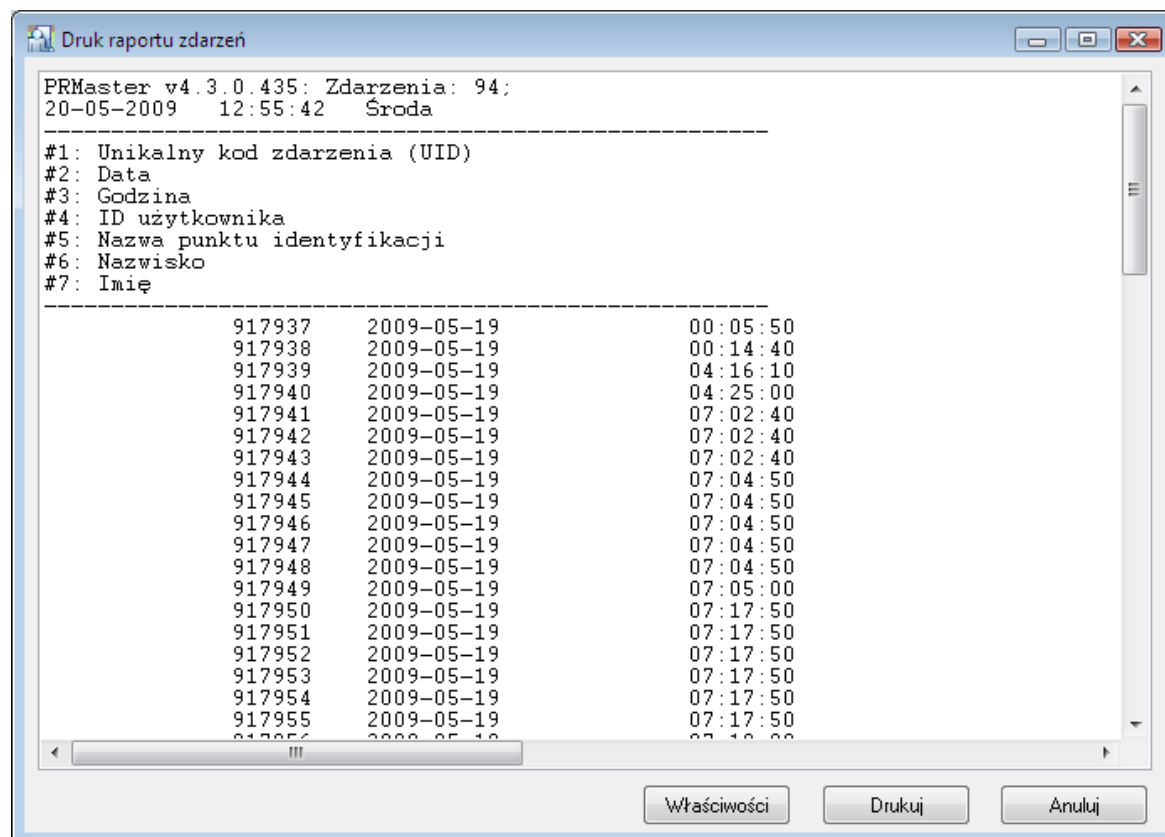 Druk raportu zdarzeń
PRMaster v4.3.0.435: Zdarzenia: 94;
20-05-2009 12:55:42 Środa
------------------------------------------------------
#1: Unikalny kod zdarzenia (UID)
#2: Data
#3: Godzina
#4: ID użytkownika
#5: Nazwa punktu identyfikacji
#6: Nazwisko
#7: Imię
------------------------------------------------------
917937 2009-05-19 00:05:50
917938 2009-05-19 00:14:40
917939 2009-05-19 04:16:10
917940 2009-05-19 04:25:00
917941 2009-05-19 07:02:40
917942 2009-05-19 07:02:40
917943 2009-05-19 07:02:40
917944 2009-05-19 07:04:50
917945 2009-05-19 07:04:50
917946 2009-05-19 07:04:50
917947 2009-05-19 07:04:50
917948 2009-05-19 07:04:50
917949 2009-05-19 07:05:00
917950 2009-05-19 07:17:50
917951 2009-05-19 07:17:50
917952 2009-05-19 07:17:50
917953 2009-05-19 07:17:50
917954 2009-05-19 07:17:50
917955 2009-05-19 07:17:50
Właściwości Drukuj Anuluj